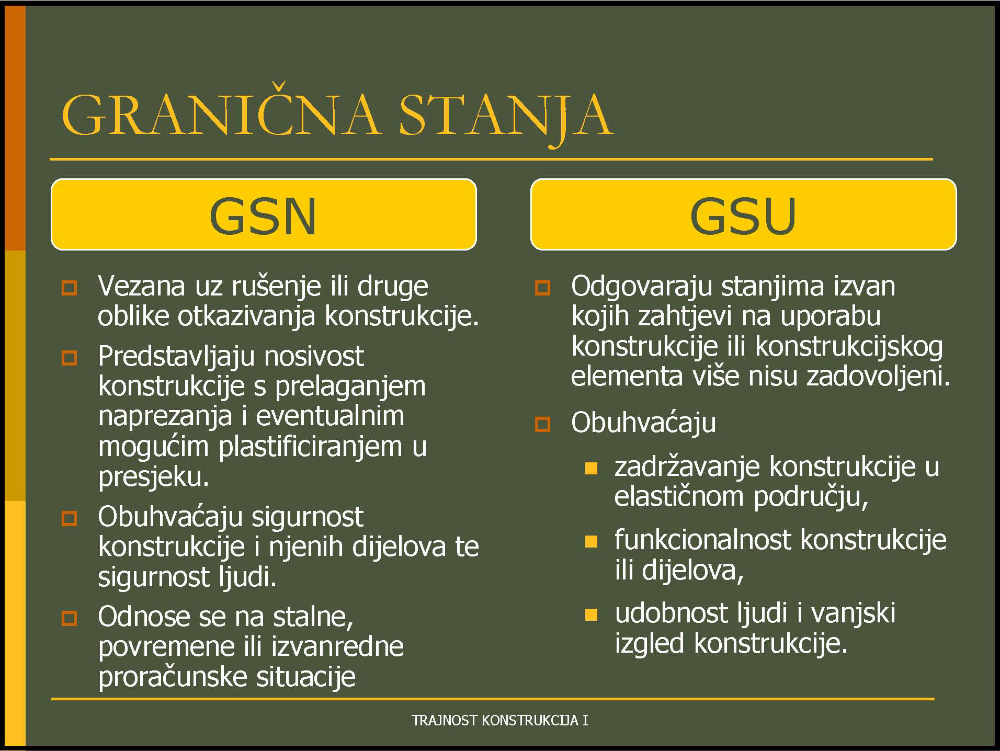 GRANIČNA STANJA
GSN
Vezana uz rušenje ili druge
oblike otkazivanja konstrukcije.
Predstavljaju nosivost
konstrukcije s prelaganjem
naprezanja i eventualnim
mogućim plastificiranjem u
presjeku.
Obuhvaćaju sigurnost
konstrukcije i njenih dijelova te
sigurnost ljudi.
Odnose se na stalne,
povremene ili izvanredne
proračunske situacije
GSU
Odgovaraju stanjima izvan
kojih zahtjevi na uporabu
konstrukcije ili konstrukcijskog
elementa više nisu zadovoljeni.
Obuhvaćaju
zadržavanje konstrukcije u
elastičnom području,
funkcionalnost konstrukcije
ili dijelova,
udobnost ljudi i vanjski
izgled konstrukcije.
TRAJNOST KONSTRUKCIJA I